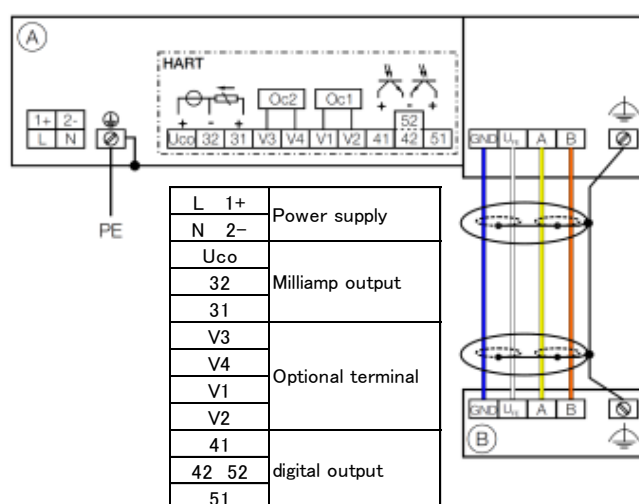 A
HART
Oc2 Oc1
+ - + + - +
1+ 2-
L N
52
Uco 32 31 V3 V4 V1 V2 41 42 51
GND UFE A B
PE
L 1+ Power supply
N 2-
Uco
32 Milliamp output
31
V3
V4
Optional terminal
V1
V2
41
42 52 digital output
51
GND UFE A B
B